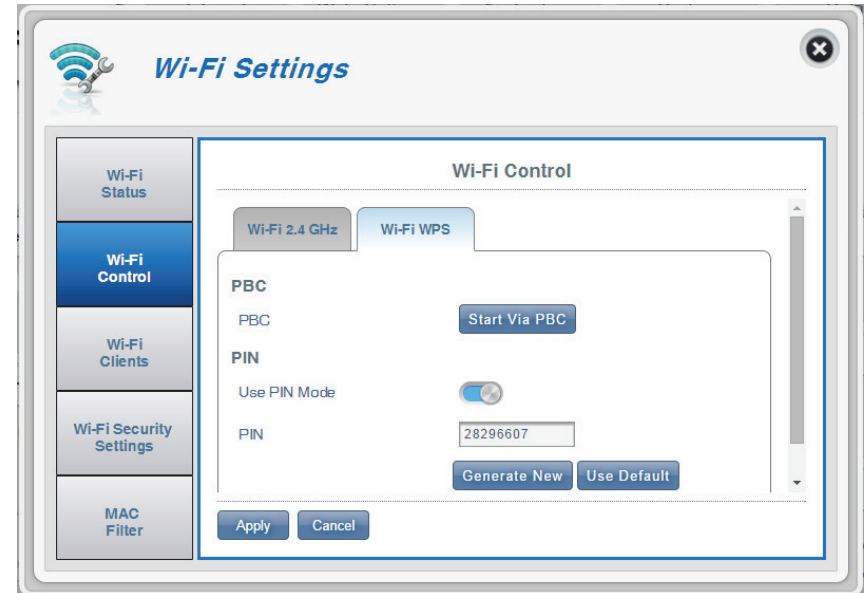 Wi-Fi Settings
Wi-Fi
Status
Wi-Fi
Control
Wi-Fi
Clients
Wi-Fi Security
Settings
MAC
Filter
Wi-Fi Control
Wi-Fi 2.4 GHz
Wi-Fi WPS
PBC
PBC
Start Via PBC
PIN
Use PIN Mode
PIN
28296607
Generate New
Use Default
Apply
Cancel